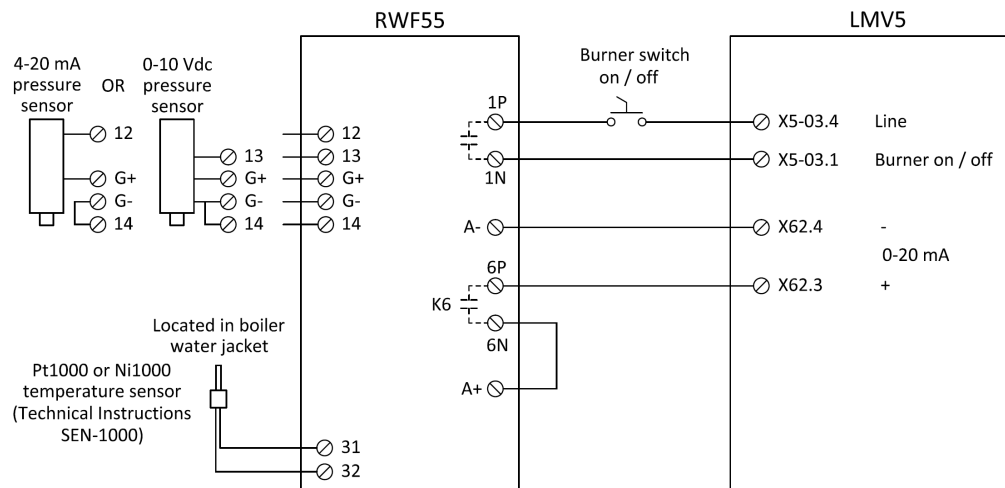 RWF55
LMV5
4-20 mA
pressure
sensor
OR
0-10 Vdc
pressure
sensor
12
G+
G-
14
13
G+
G-
14
12
13
G+
G-
14
1P
1N
Burner switch
on / off
X5-03.4 Line
X5-03.1 Burner on / off
A-
X62.4 -
0-20 mA
6P
X62.3 +
K6
6N
A+
Located in boiler
water jacket
Pt1000 or Ni1000
temperature sensor
(Technical Instructions
SEN-1000)
31
32